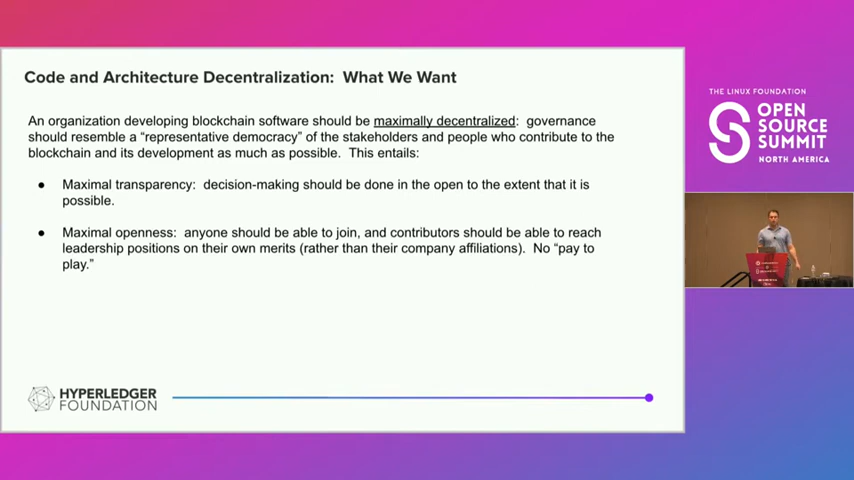 Code and Architecture Decentralization: What We Want
An organization developing blockchain software should be maximally decentralized: governance
should resemble a “representative democracy” of the stakeholders and people who contribute to the
blockchain and its development as much as possible. This entails:
● Maximal transparency: decision-making should be done in the open to the extent that it is
possible.
● Maximal openness: anyone should be able to join, and contributors should be able to reach
leadership positions on their own merits (rather than their company affiliations). No “pay to
play.”
HYPERLEDGER
FOUNDATION
THE LINUX FOUNDATION
OPEN
SOURCE
SUMMIT
NORTH AMERICA